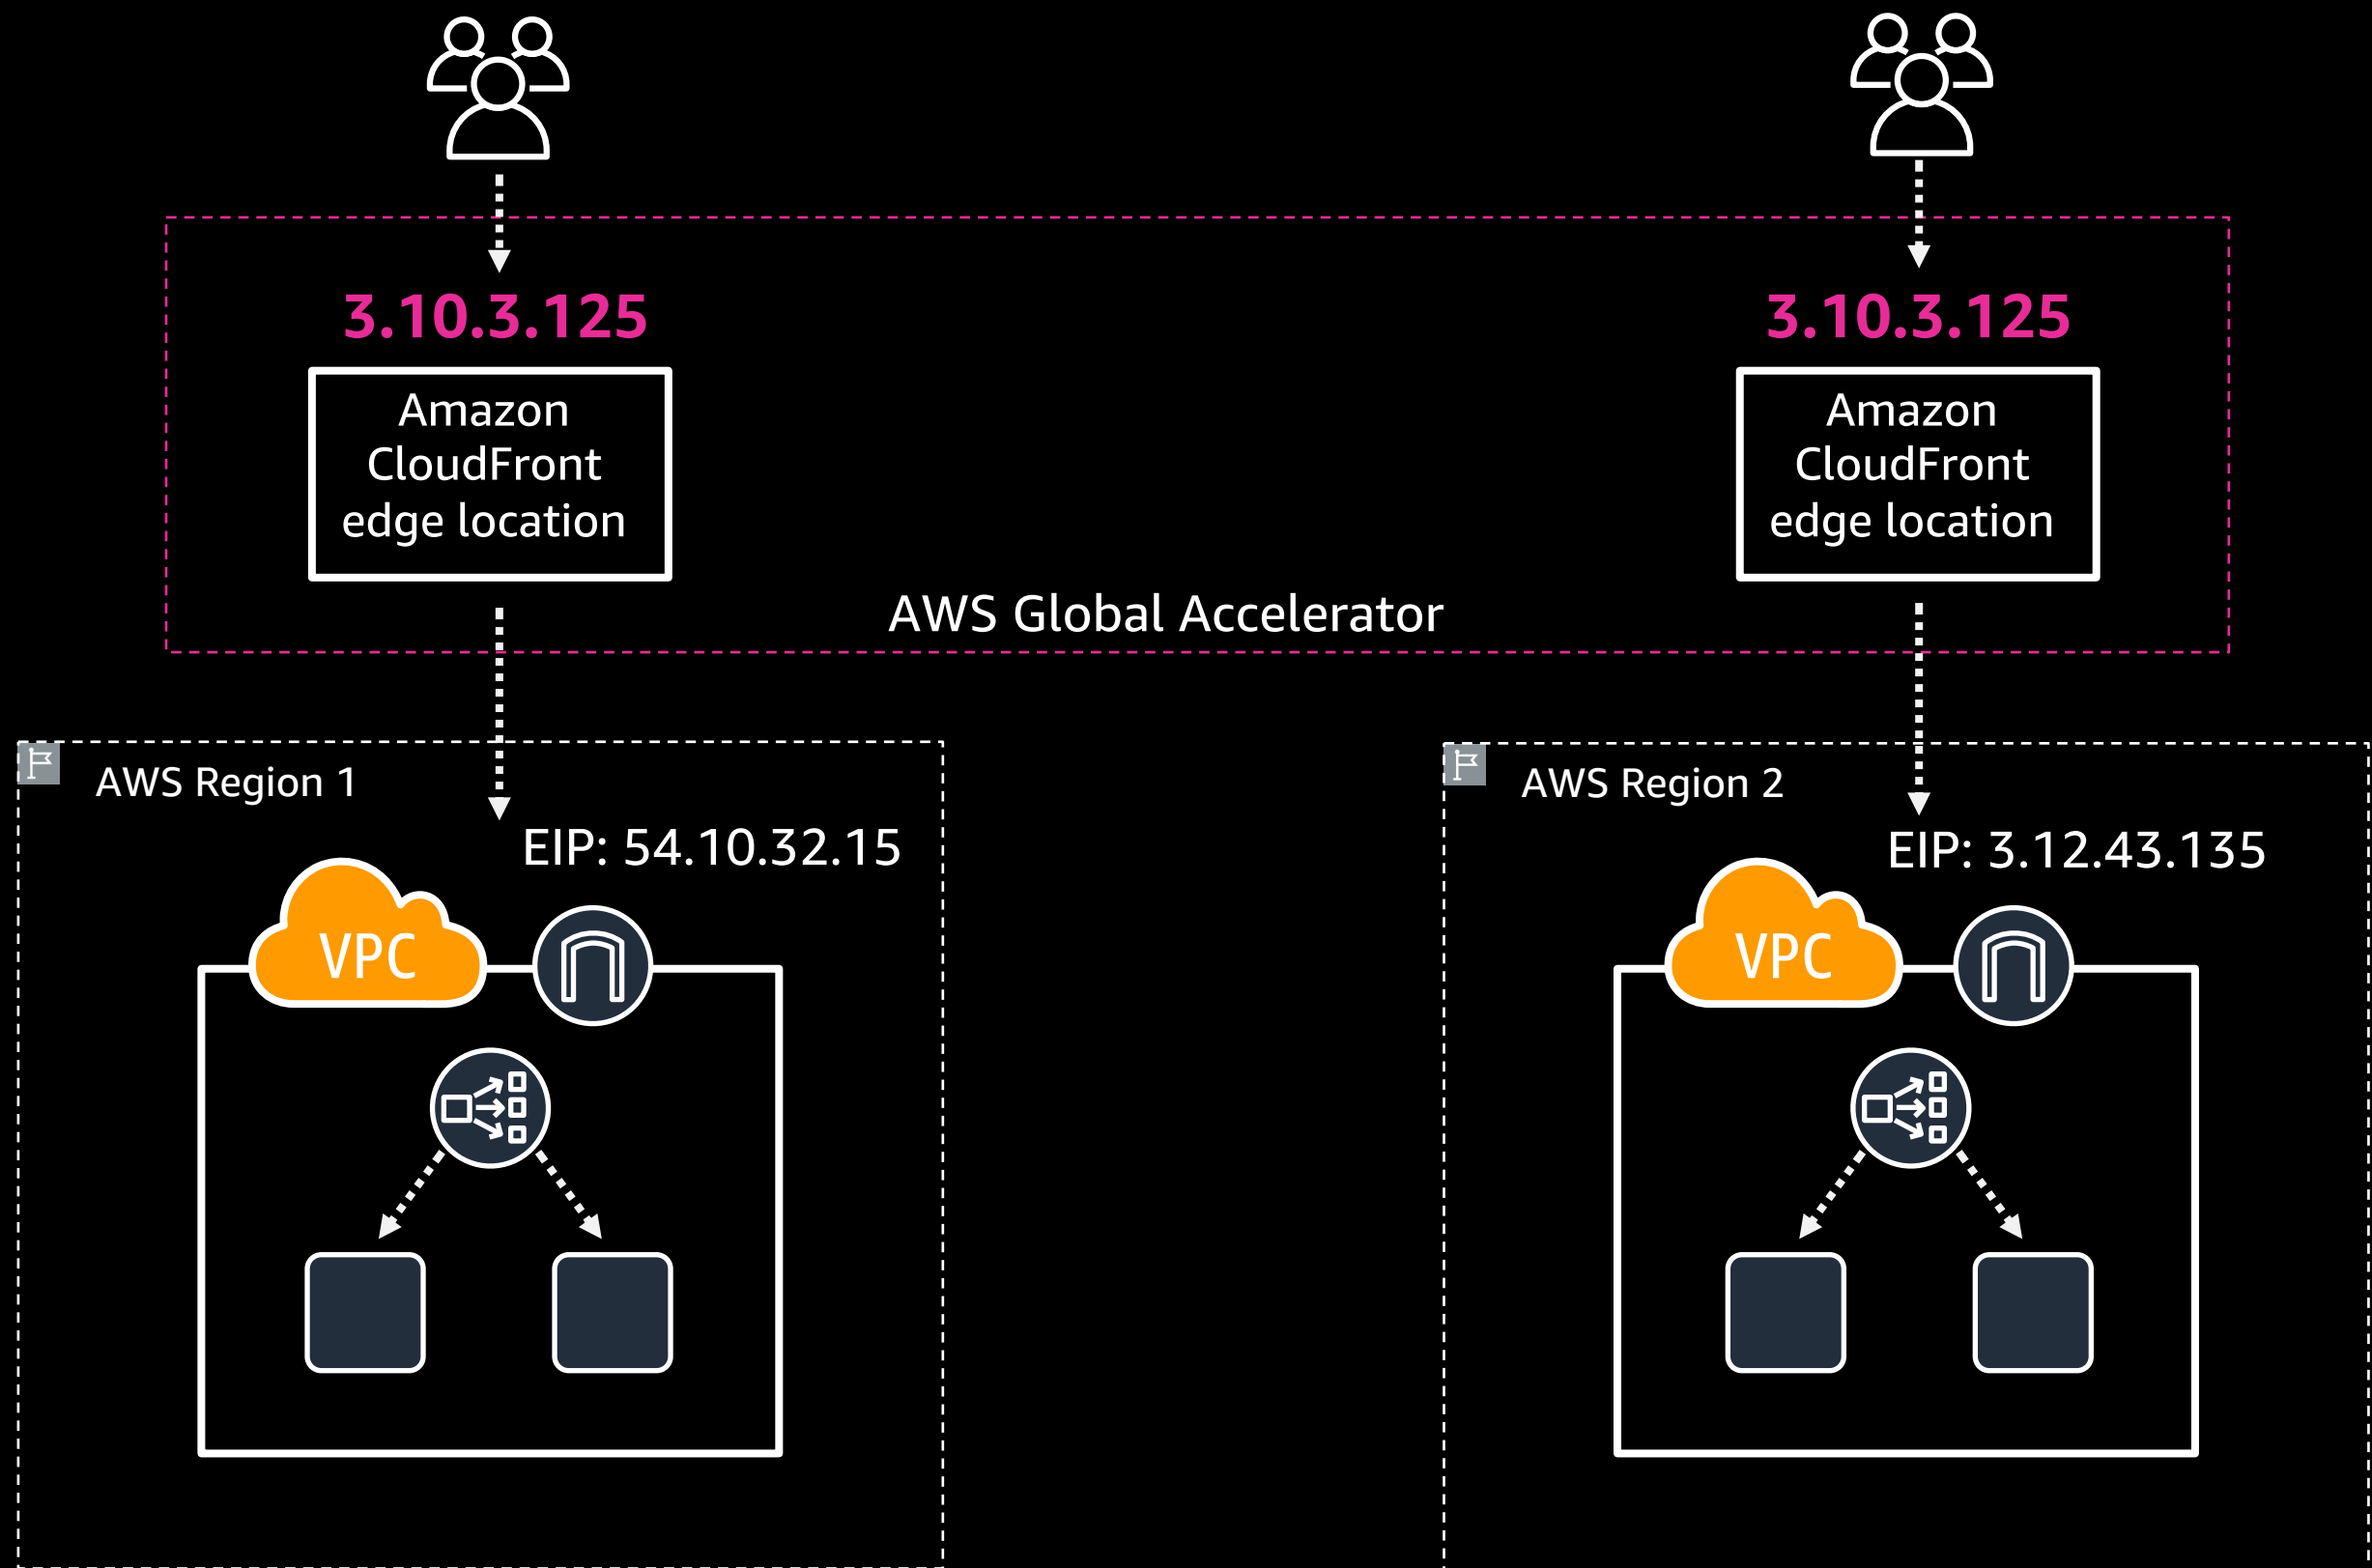 3.10.3.125
Amazon
CloudFront
edge location
3.10.3.125
Amazon
CloudFront
edge location
AWS Global Accelerator
AWS Region 1
EIP: 54.10.32.15
VPC
AWS Region 2
EIP: 3.12.43.135
VPC